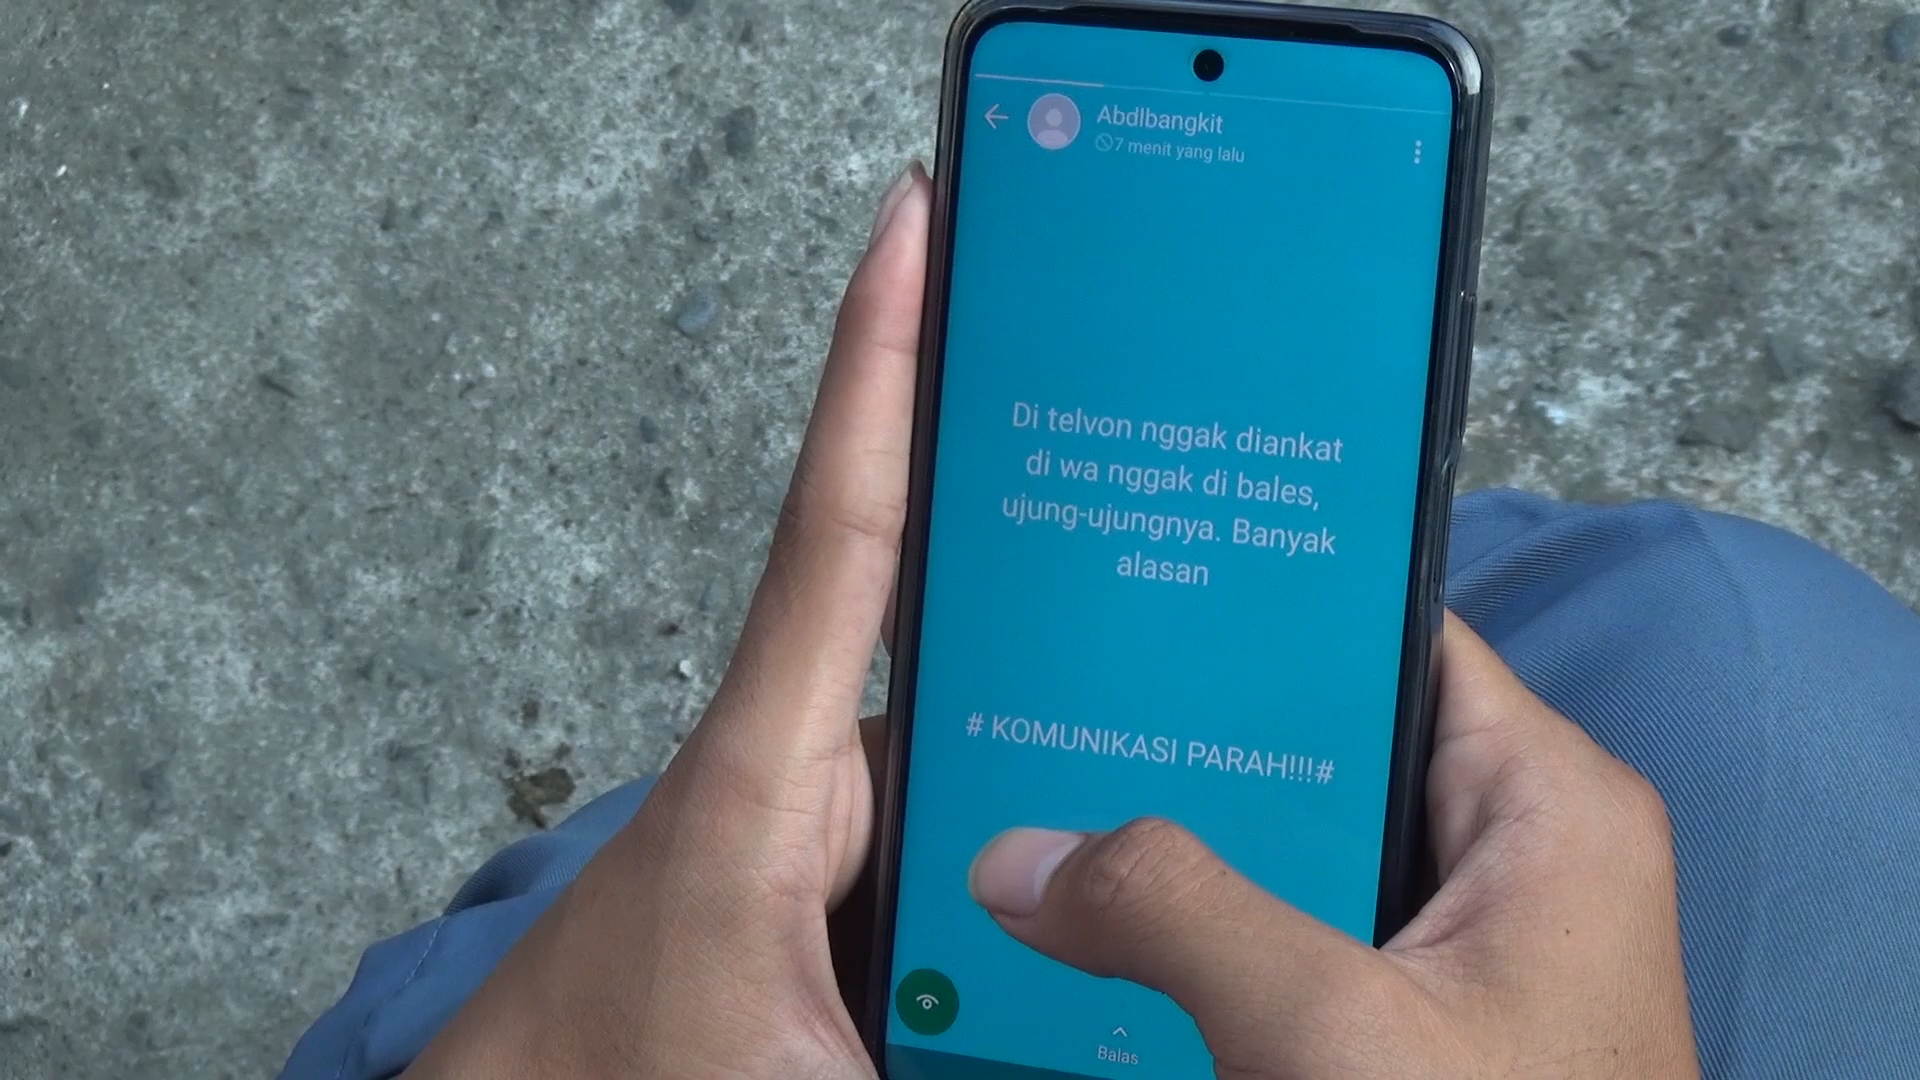 Abdlbangkit
7 menit yang lalu
Di telvon nggak diankat
di wa nggak di bales,
ujung-ujungnya. Banyak
alasan
# KOMUNIKASI PARAH!!!#
Balas